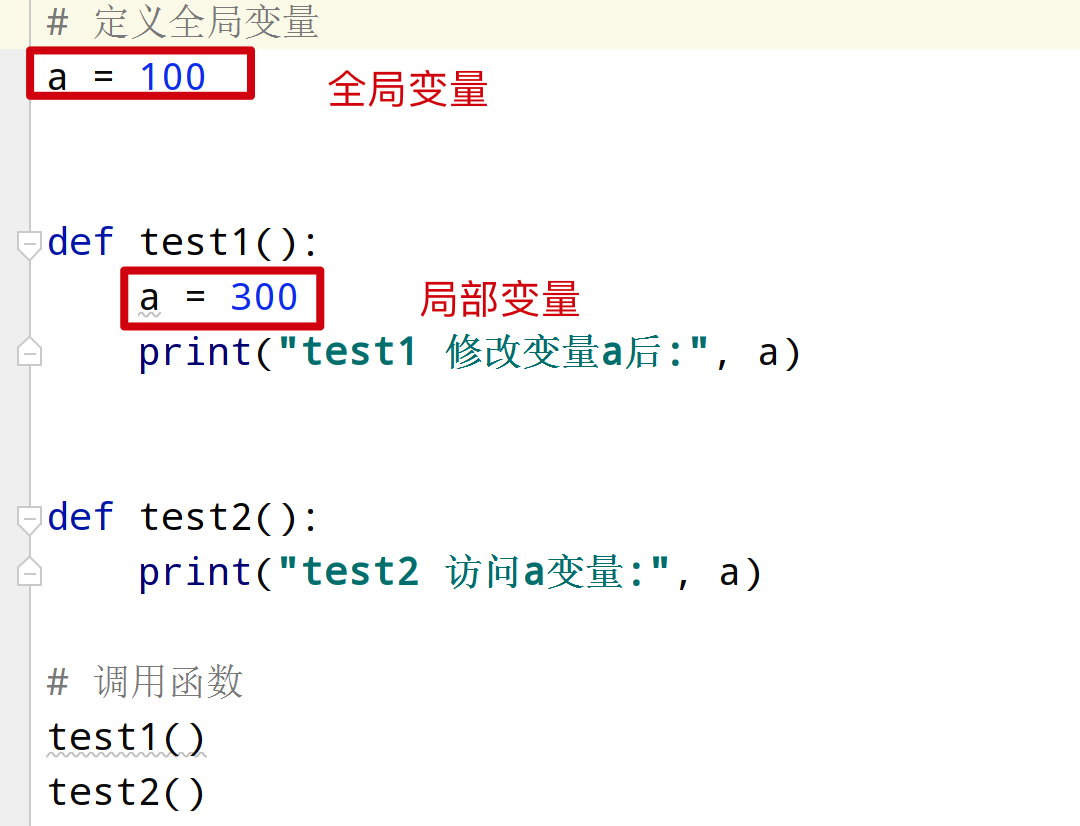 # 定义全局变量
a = 100 全局变量
def test1():
    a = 300 局部变量
    print("test1 修改变量a后:", a)
def test2():
    print("test2 访问a变量:", a)
# 调用函数
test1()
test2()